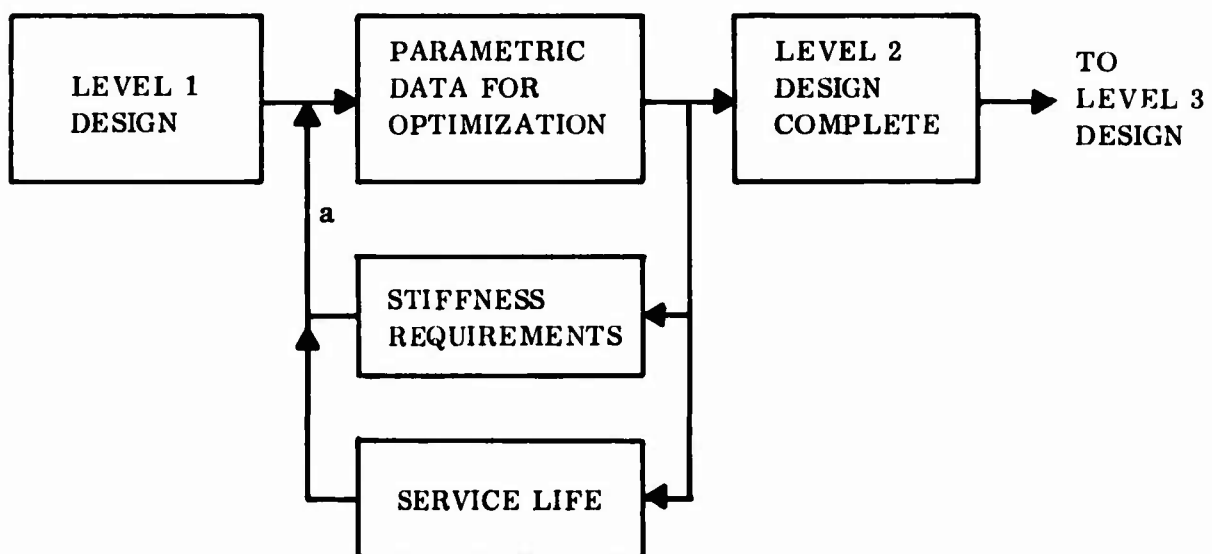 LEVEL 1
DESIGN
PARAMETRIC
DATA FOR
OPTIMIZATION
LEVEL 2
DESIGN
COMPLETE
TO
LEVEL 3
DESIGN
a
STIFFNESS
REQUIREMENTS
SERVICE LIFE